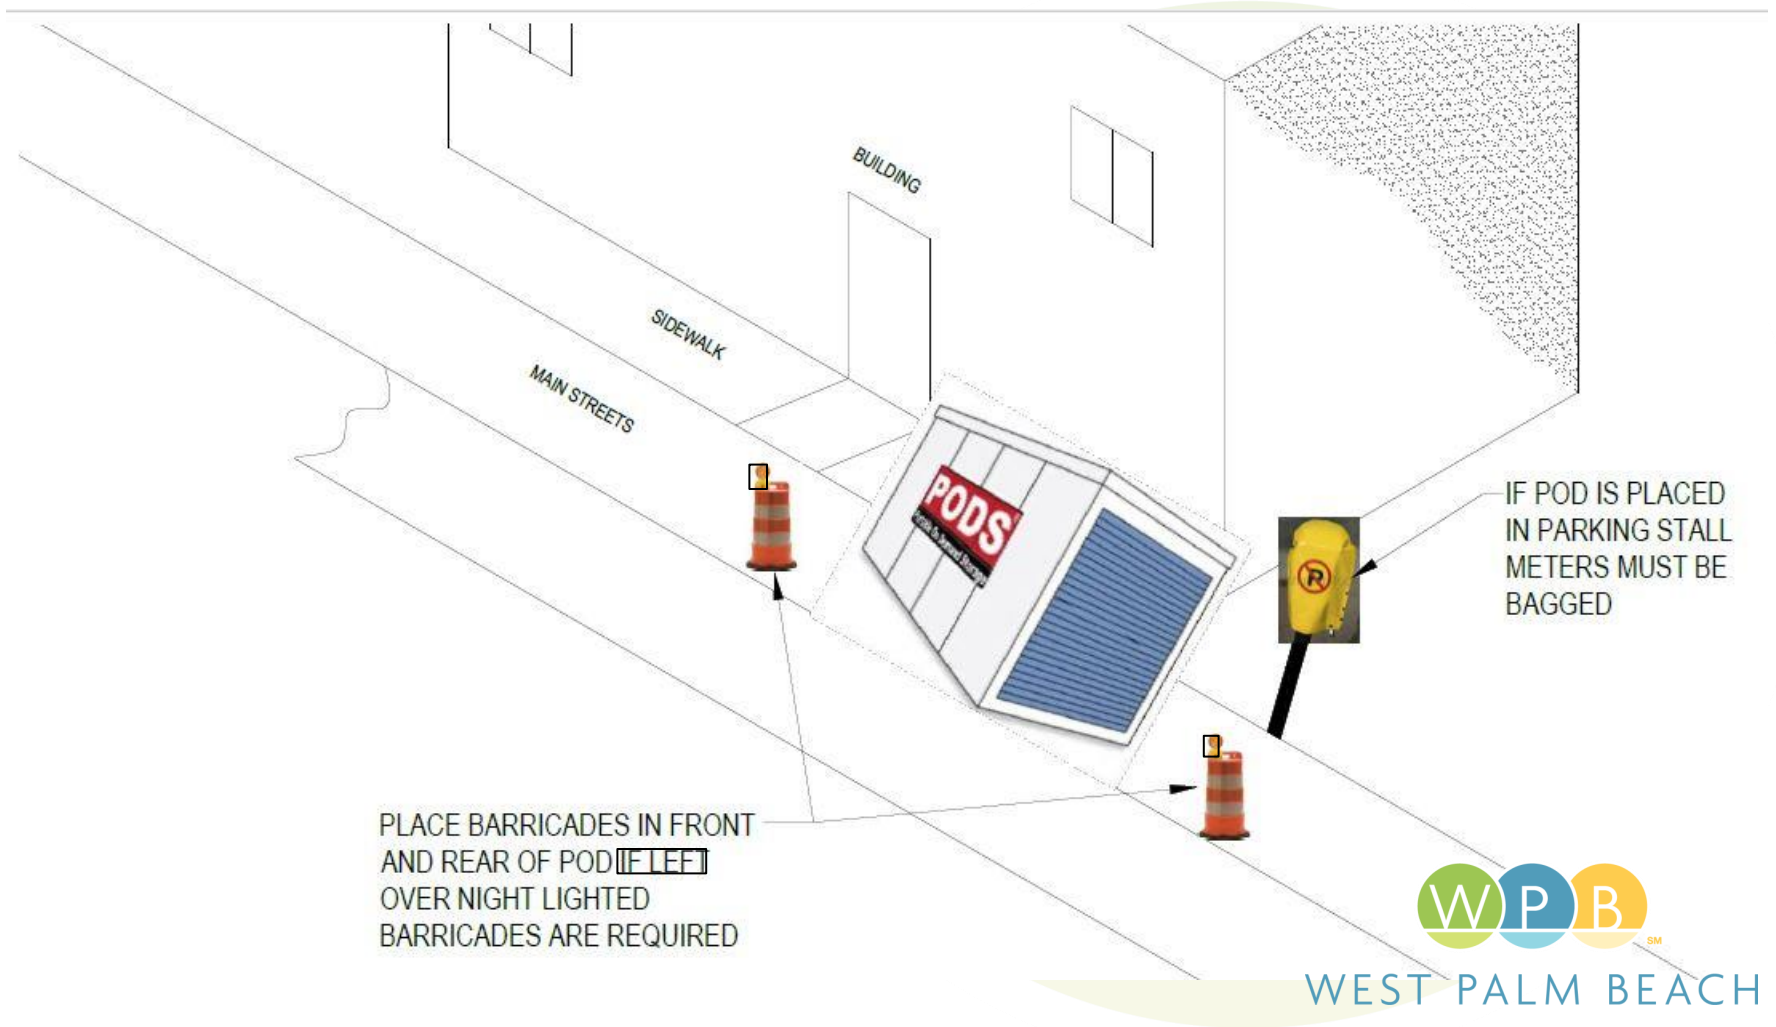 BUILDING
SIDEWALK
MAIN STREETS
PODS
IF POD IS PLACED
IN PARKING STALL
METERS MUST BE
BAGGED
PLACE BARRICADES IN FRONT
AND REAR OF POD IF LEFT
OVER NIGHT LIGHTED
BARRICADES ARE REQUIRED
WPB
SM
WEST PALM BEACH